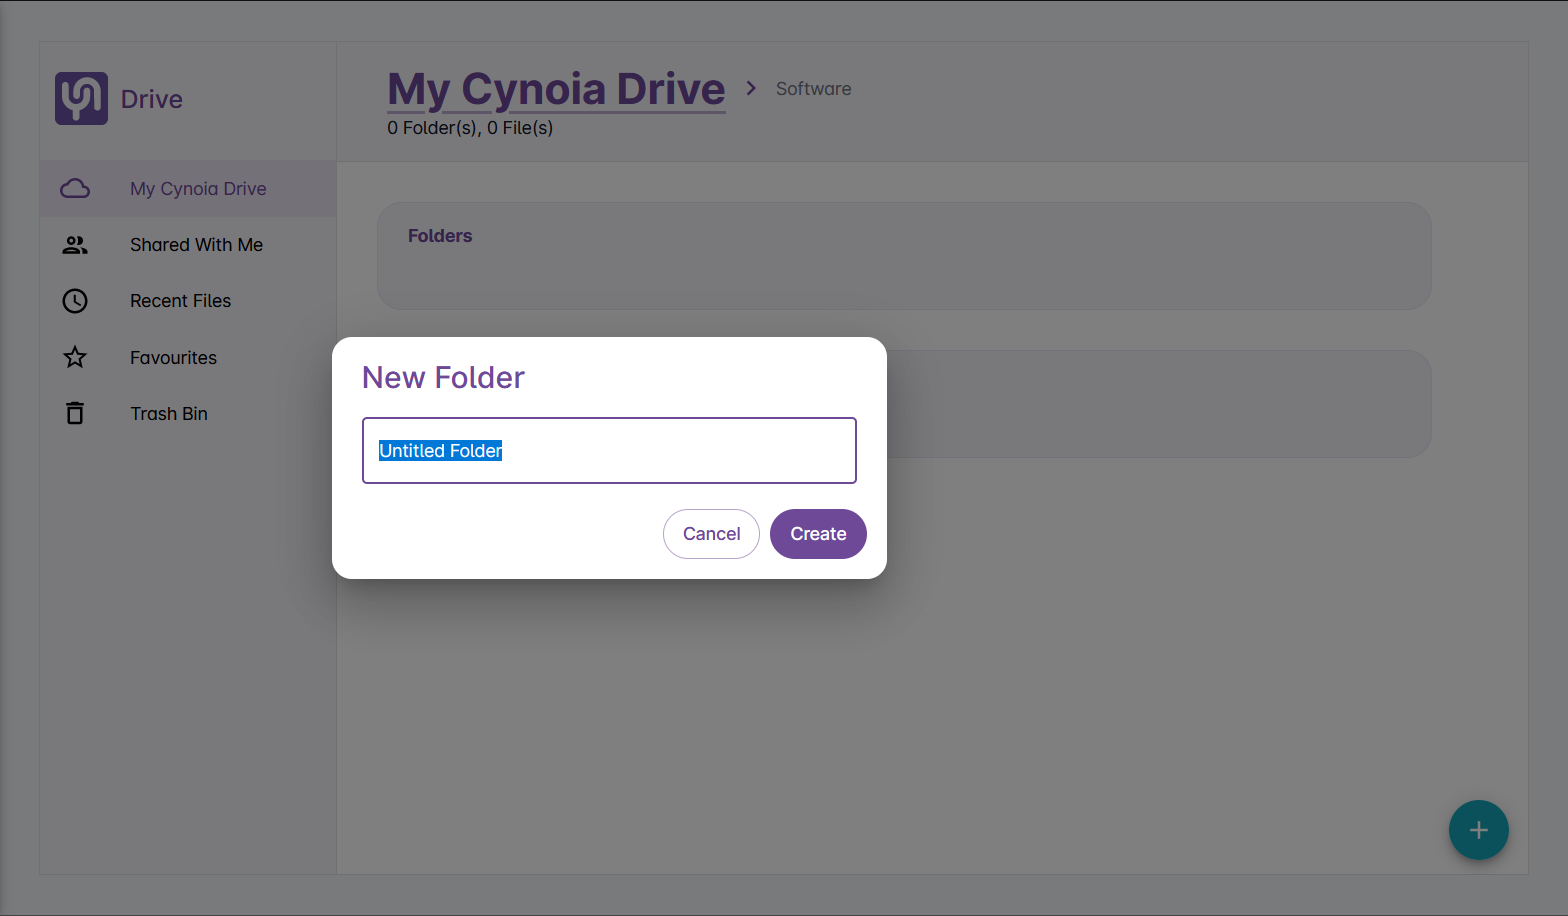 Drive
My Cynoia Drive
Shared With Me
Recent Files
Favourites
Trash Bin
My Cynoia Drive > Software
0 Folder(s), 0 File(s)
Folders
New Folder
Untitled Folder
Cancel Create